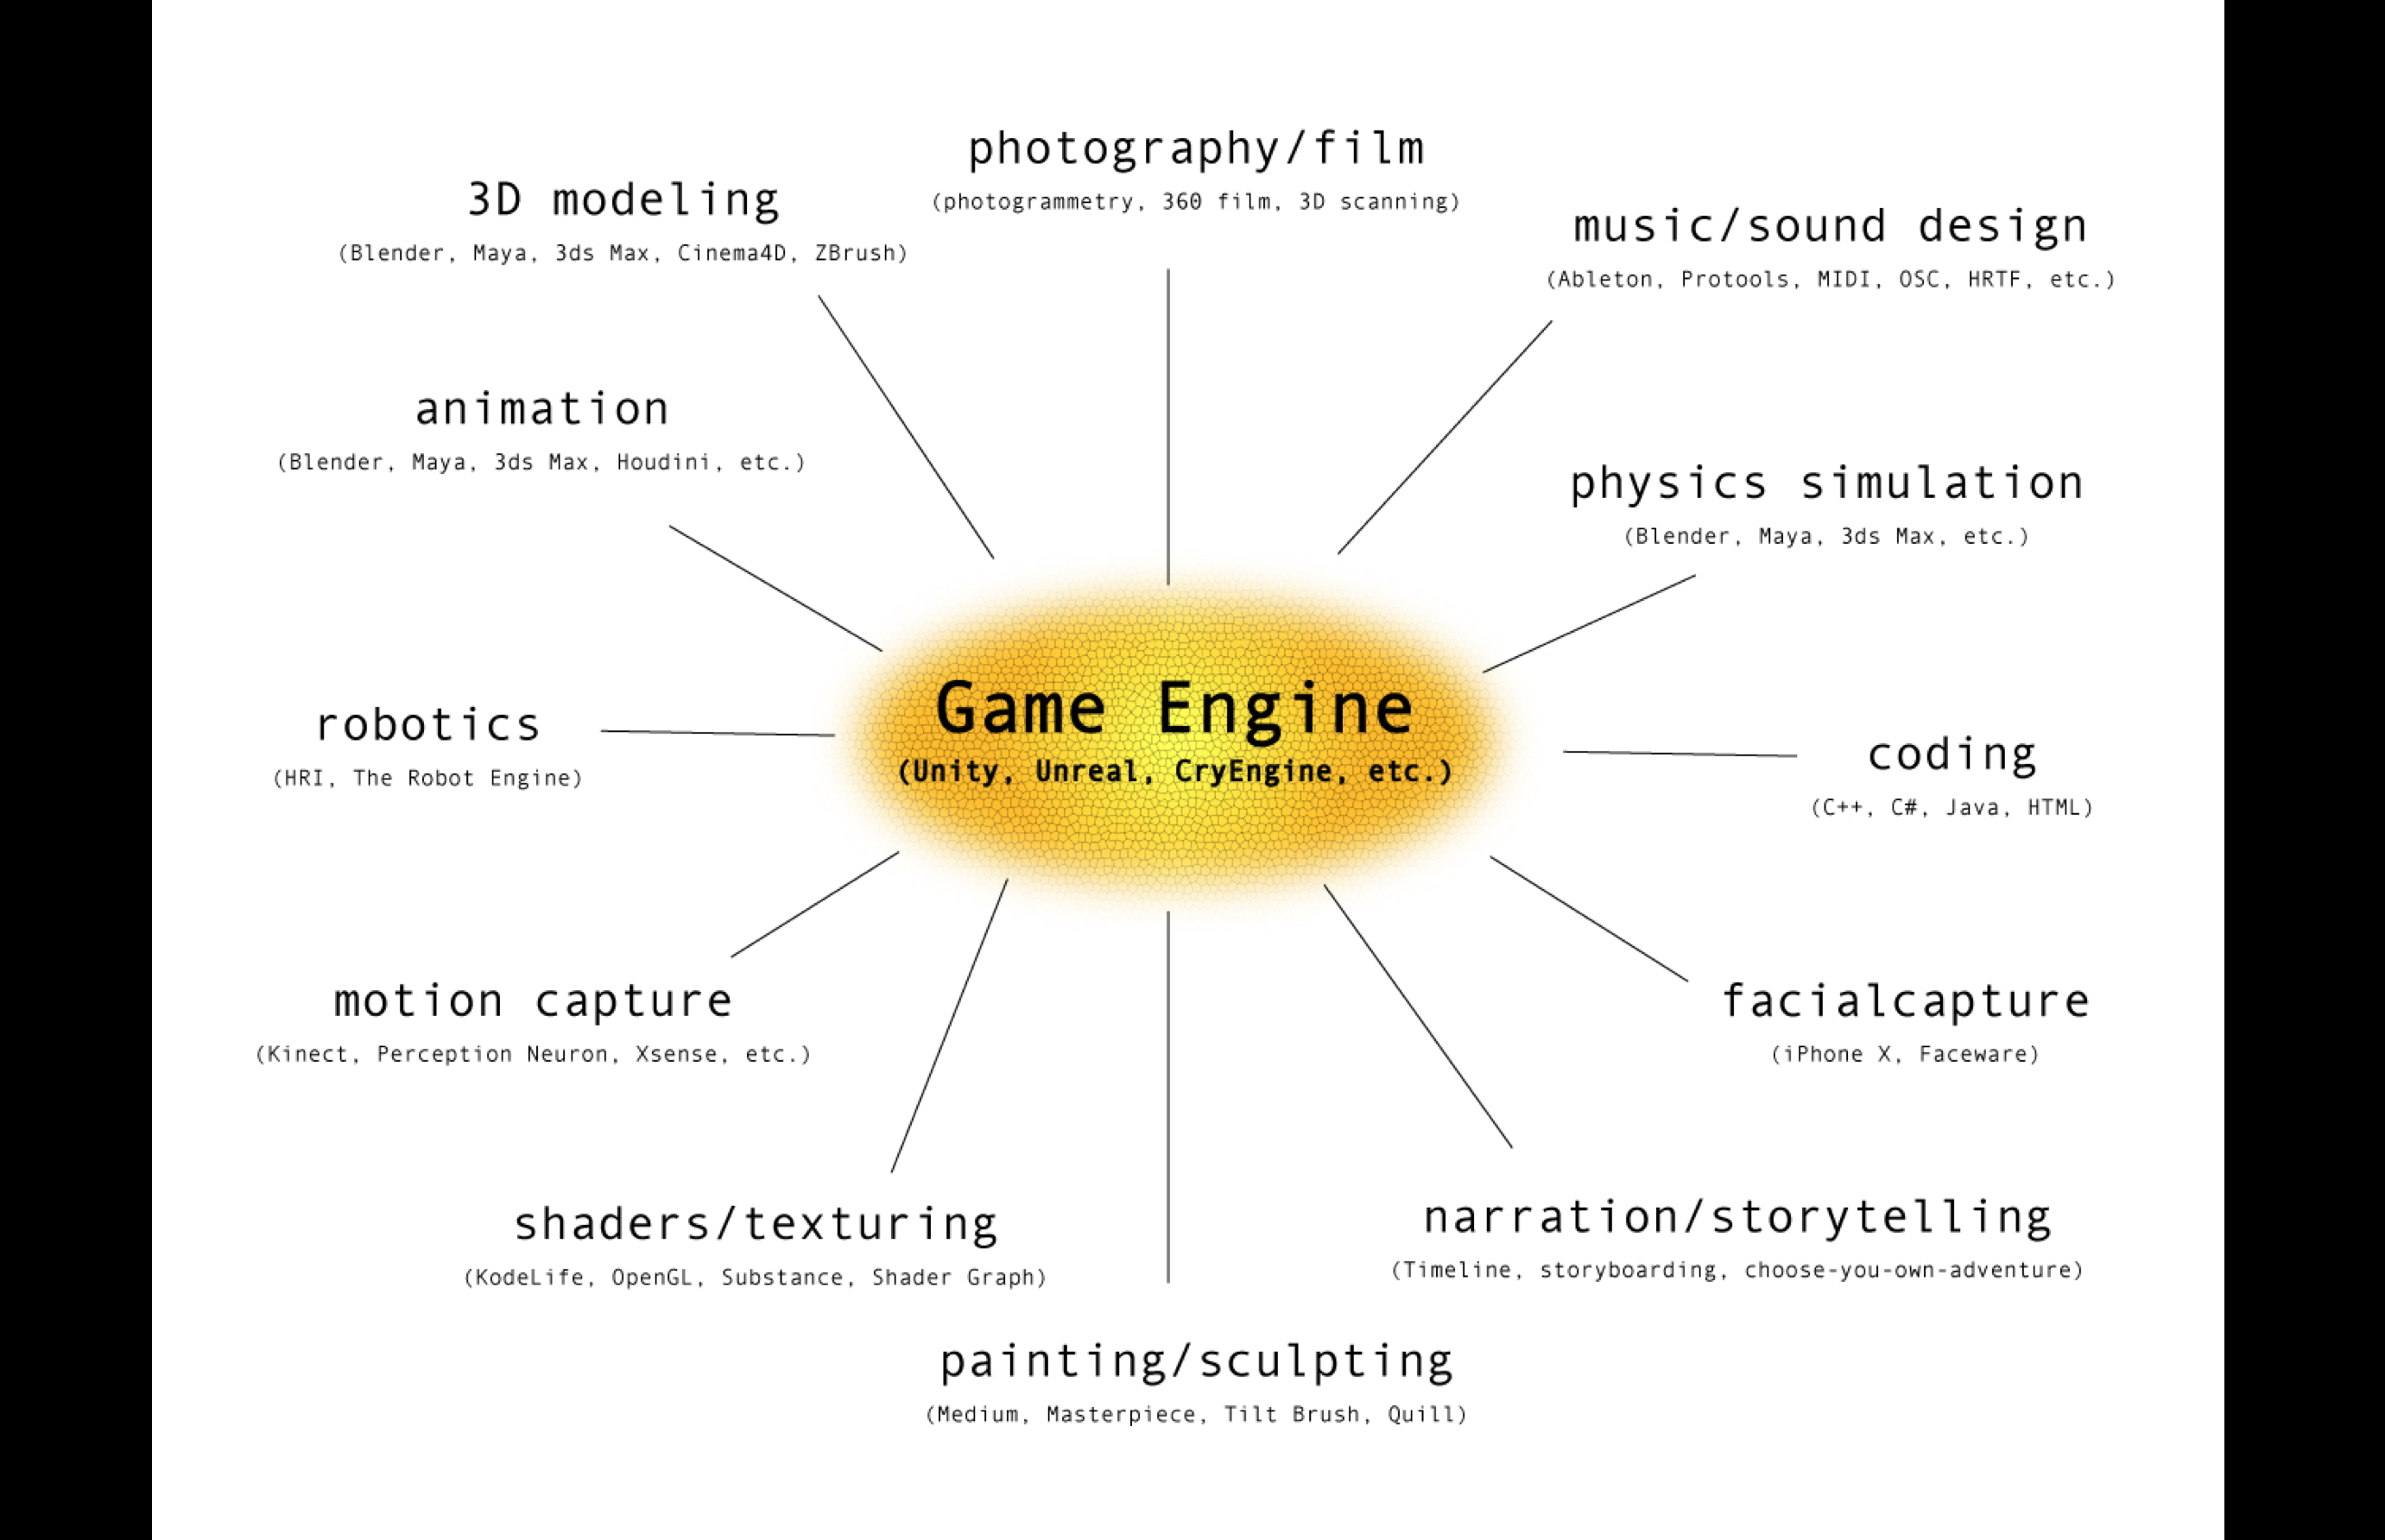 photography/film
(photogrammetry, 360 film, 3D scanning)
3D modeling
(Blender, Maya, 3ds Max, Cinema4D, ZBrush)
music/sound design
(Ableton, Protools, MIDI, OSC, HRTF, etc.)
animation
(Blender, Maya, 3ds Max, Houdini, etc.)
physics simulation
(Blender, Maya, 3ds Max, etc.)
Game Engine
(Unity, Unreal, CryEngine, etc.)
robotics
(HRI, The Robot Engine)
coding
(C++, C#, Java, HTML)
motion capture
(Kinect, Perception Neuron, Xsense, etc.)
facialcapture
(iPhone X, Faceware)
shaders/texturing
(KodeLife, OpenGL, Substance, Shader Graph)
narration/storytelling
(Timeline, storyboarding, choose-you-own-adventure)
painting/sculpting
(Medium, Masterpiece, Tilt Brush, Quill)